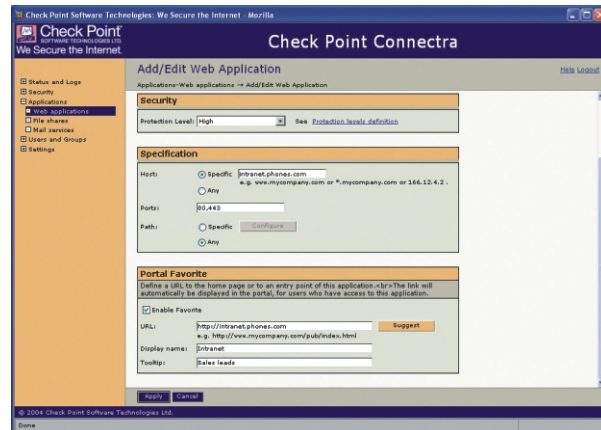 Check Point Software Technologies: We Secure the Internet - Mozilla
Check Point
SOFTWARE TECHNOLOGIES LTD.
We Secure the Internet.
Check Point Connectra
Add/Edit Web Application
Help Logout
Applications-Web applications → Add/Edit Web Application
Status and Logs
Security
Applications
Web applications
File shares
Mail services
Users and Groups
Settings
Security
Protection Level: High See Protection levels definition
Specification
Host: Specific intranet.phones.com
e.g. www.mycompany.com or *.mycompany.com or 166.12.4.2 .
Any
Ports: 80,443
Path: Specific Configure
Any
Portal Favorite
Define a URL to the home page or to an entry point of this application.<br>The link will
automatically be displayed in the portal, for users who have access to this application.
Enable Favorite
URL: http://intranet.phones.com Suggest
e.g. http://www.mycompany.com/pub/index.html
Display name: Intranet
Tooltip: Sales leads
Apply Cancel
© 2004 Check Point Software Technologies Ltd.
Done